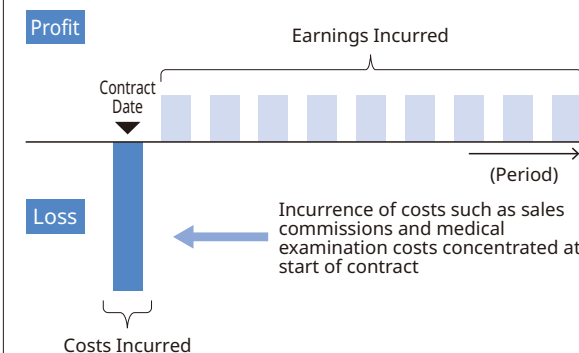 Profit
Earnings Incurred
Contract
Date
(Period)
Loss
Incurrence of costs such as sales
commissions and medical
examination costs concentrated at
start of contract
Costs Incurred